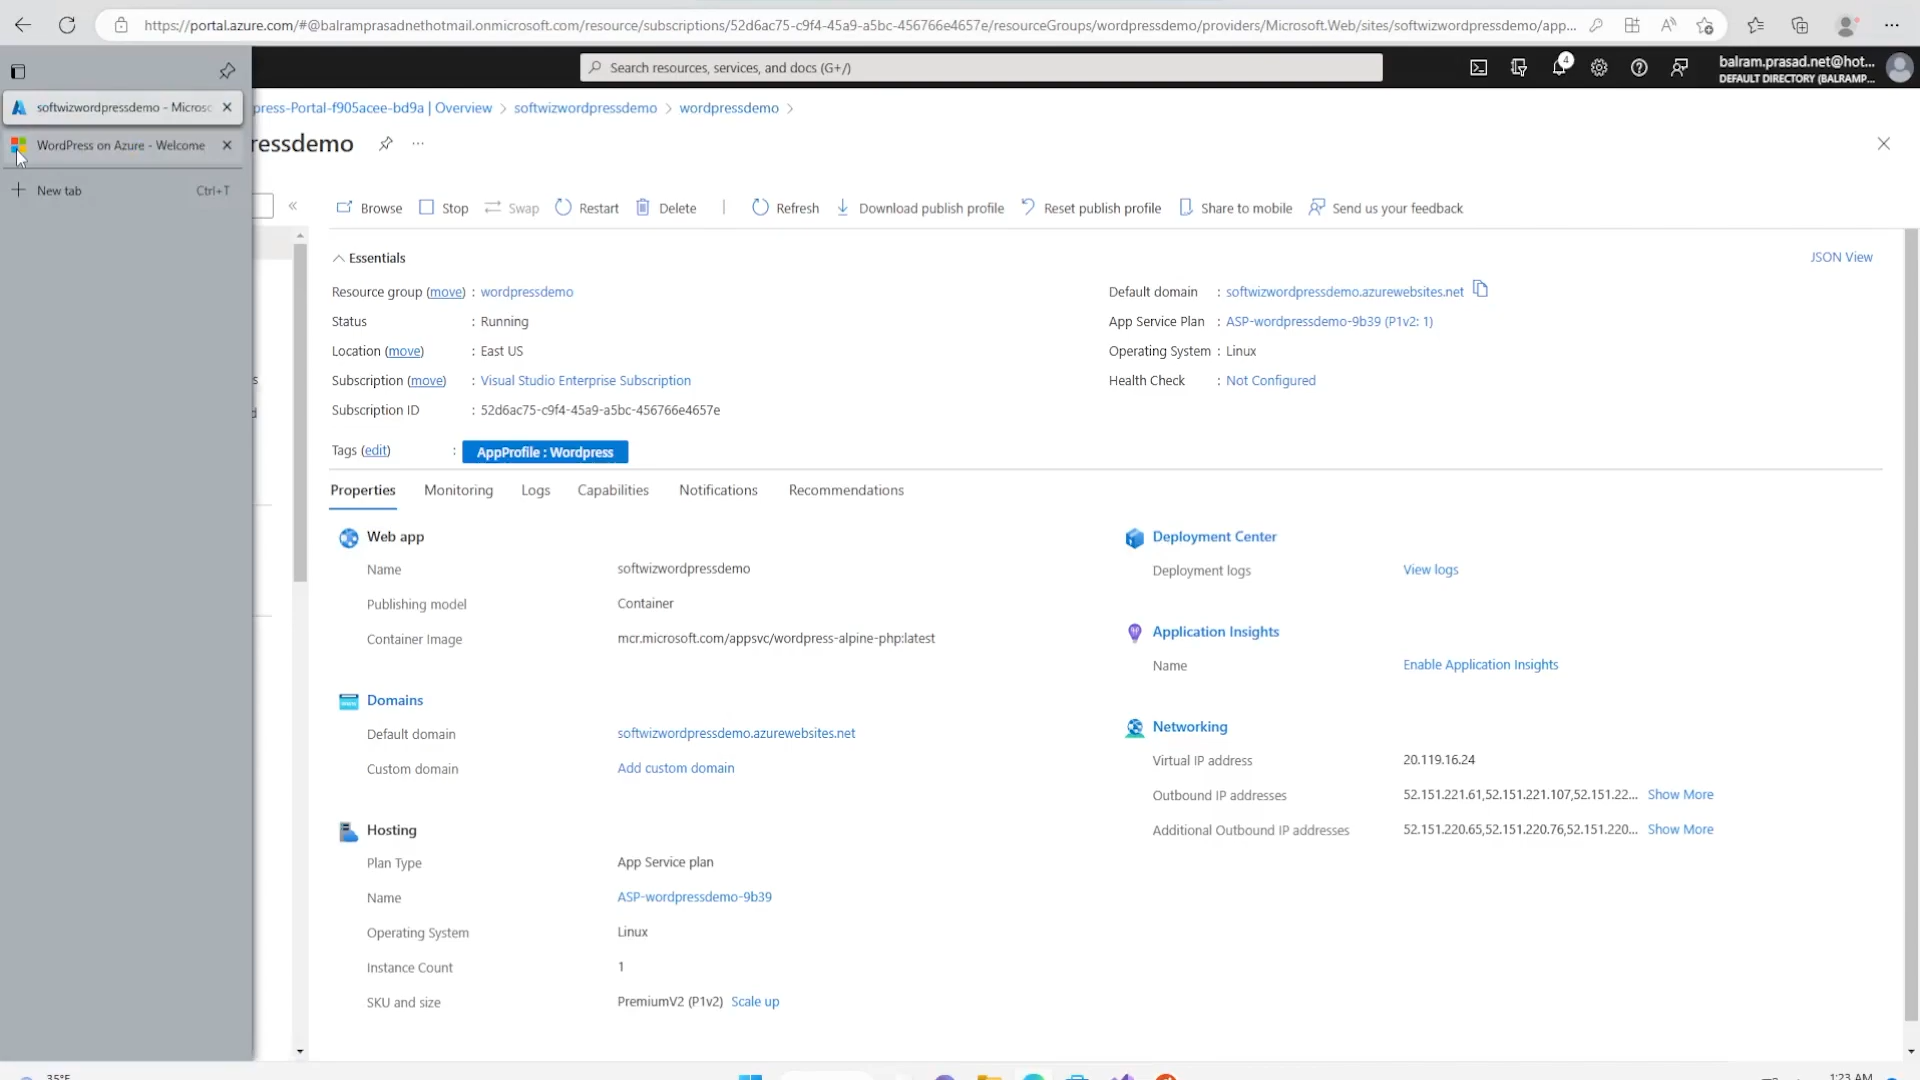 https://portal.azure.com/#@balramprasadnethotmail.onmicrosoft.com/resource/subscriptions/52d6ac75-c9f4-45a9-a5bc-456766e4657e/resourceGroups/wordpressdemo/providers/Microsoft.Web/sites/softwizwordpressdemo/app...
Search resources, services, and docs (G+/)
4
balram.prasad.net@hot...
DEFAULT DIRECTORY (BALRAMP...
softwizwordpressdemo - Microsc
WordPress on Azure - Welcome
New tab Ctrl+T
press-Portal-f905acee-bd9a | Overview > softwizwordpressdemo > wordpressdemo >
ressdemo
Browse Stop Swap Restart Delete Refresh Download publish profile Reset publish profile Share to mobile Send us your feedback
Essentials
JSON View
Resource group (move) : wordpressdemo
Status : Running
Location (move) : East US
Subscription (move) : Visual Studio Enterprise Subscription
Subscription ID : 52d6ac75-c9f4-45a9-a5bc-456766e4657e
Tags (edit) : AppProfile : Wordpress
Default domain : softwizwordpressdemo.azurewebsites.net
App Service Plan : ASP-wordpressdemo-9b39 (P1v2: 1)
Operating System : Linux
Health Check : Not Configured
Properties Monitoring Logs Capabilities Notifications Recommendations
Web app
Name softwizwordpressdemo
Publishing model Container
Container Image mcr.microsoft.com/appsvc/wordpress-alpine-php:latest
Domains
Default domain softwizwordpressdemo.azurewebsites.net
Custom domain Add custom domain
Hosting
Plan Type App Service plan
Name ASP-wordpressdemo-9b39
Operating System Linux
Instance Count 1
SKU and size PremiumV2 (P1v2) Scale up
Deployment Center
Deployment logs View logs
Application Insights
Name Enable Application Insights
Networking
Virtual IP address 20.119.16.24
Outbound IP addresses 52.151.221.61,52.151.221.107,52.151.22... Show More
Additional Outbound IP addresses 52.151.220.65,52.151.220.76,52.151.220... Show More
35°F
1:23 AM